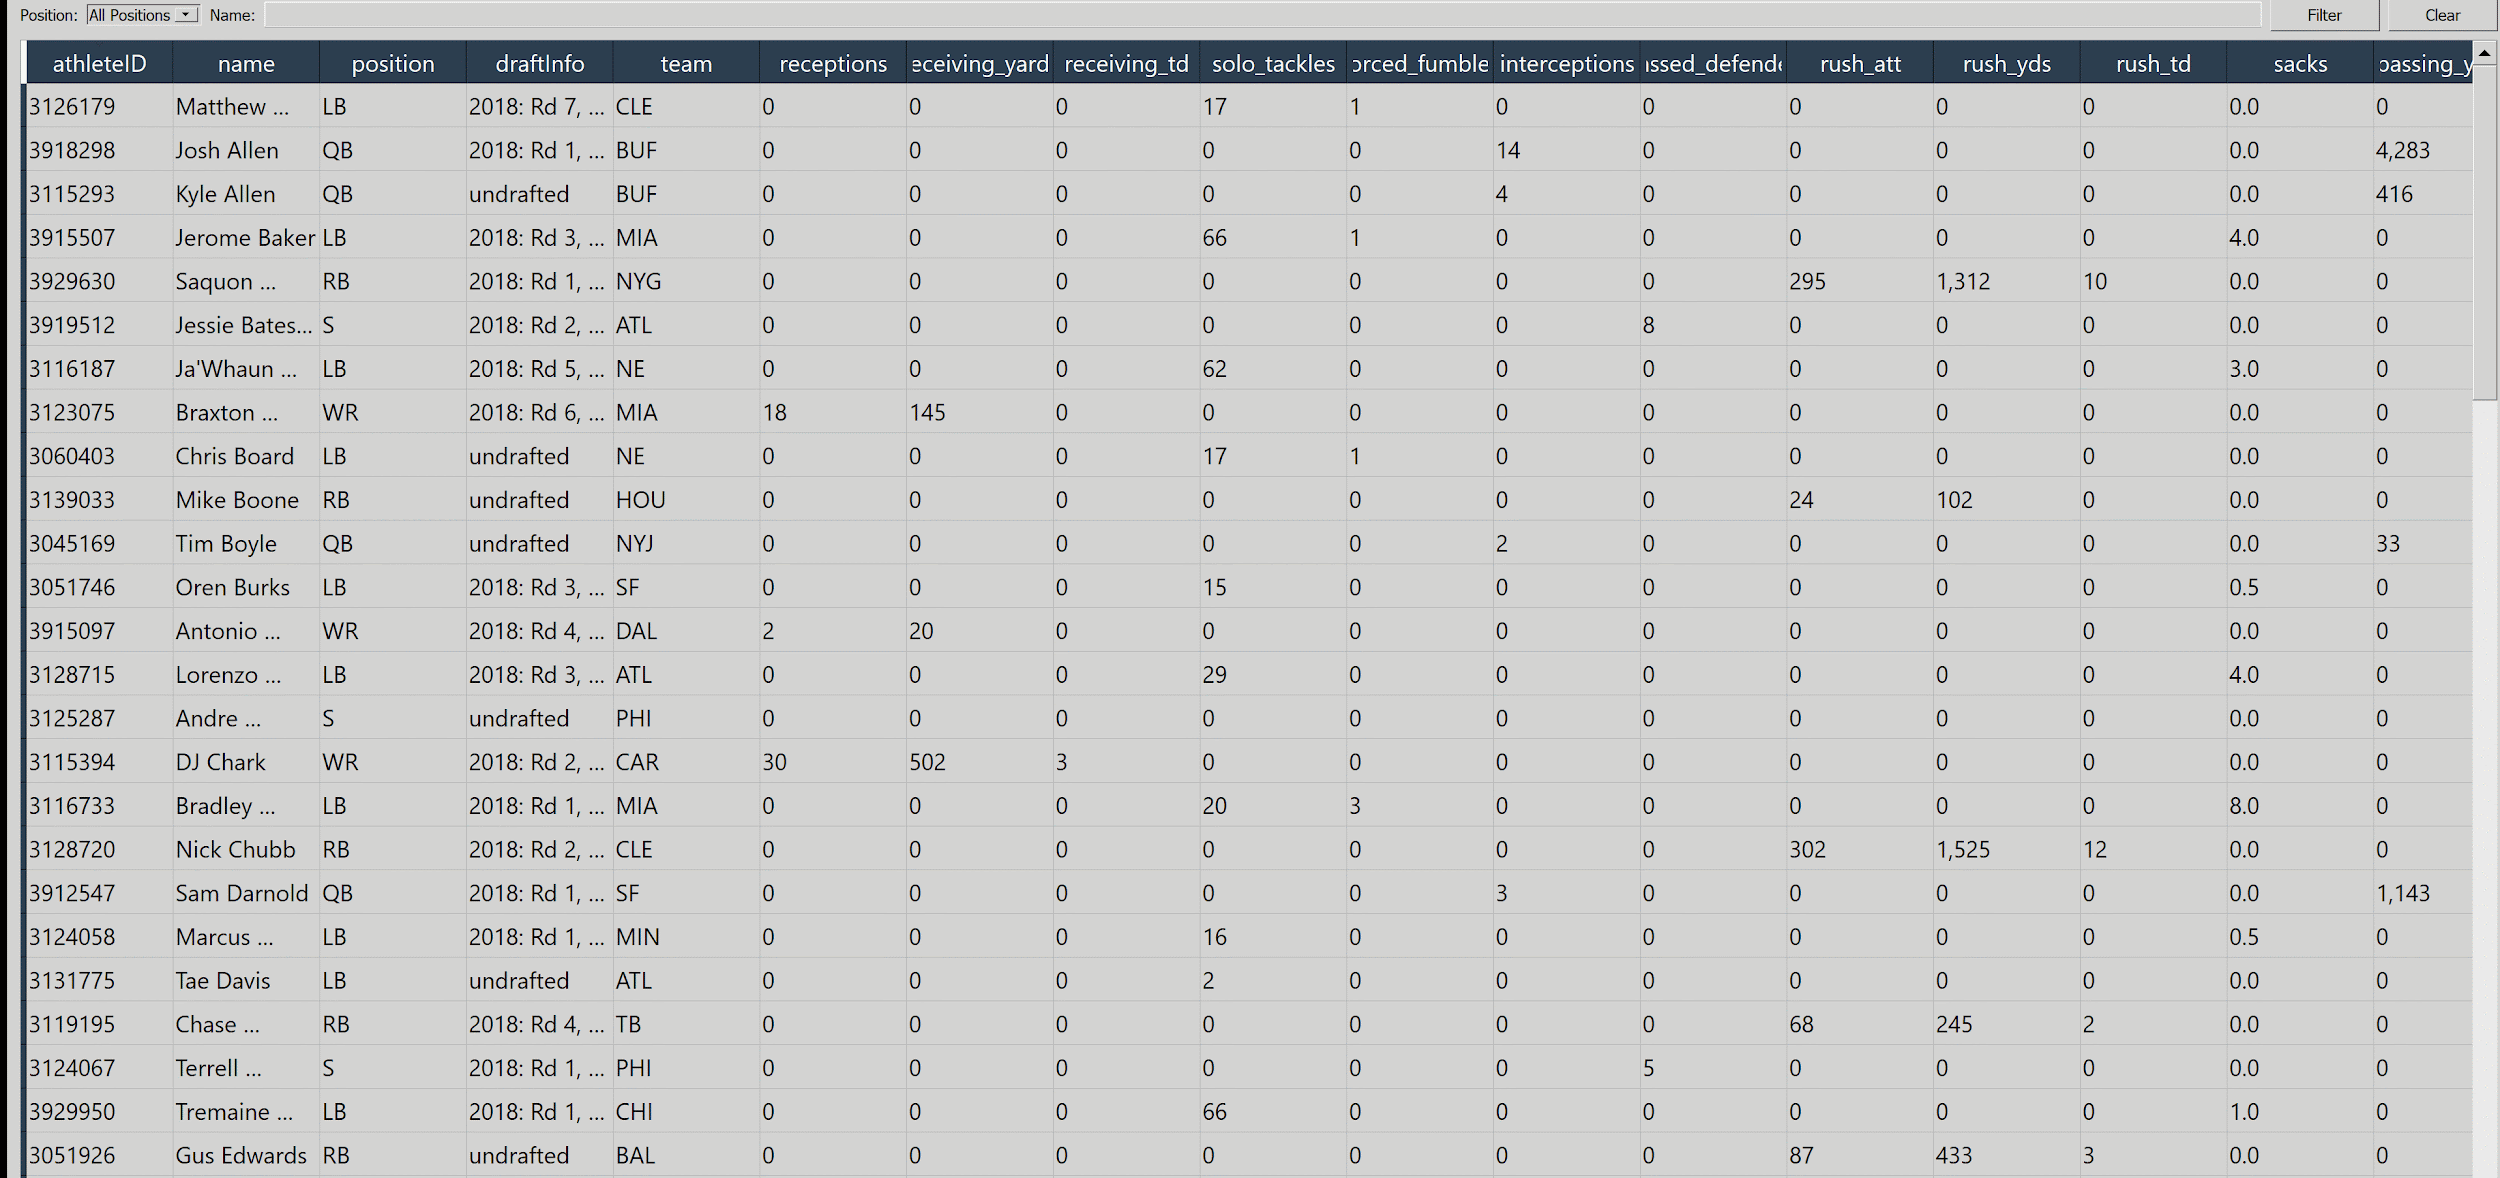 Position: All Positions Name: Filter Clear
athleteID name position draftInfo team receptions eceiving_yard receiving_td solo_tackles orced_fumble interceptions assed_defende rush_att rush_yds rush_td sacks passing_y
3126179 Matthew ... LB 2018: Rd 7, ... CLE 0 0 0 17 1 0 0 0 0 0 0.0 0
3918298 Josh Allen QB 2018: Rd 1, ... BUF 0 0 0 0 0 14 0 0 0 0 0.0 4,283
3115293 Kyle Allen QB undrafted BUF 0 0 0 0 0 4 0 0 0 0 0.0 416
3915507 Jerome Baker LB 2018: Rd 3, ... MIA 0 0 0 66 1 0 0 0 0 0 4.0 0
3929630 Saquon ... RB 2018: Rd 1, ... NYG 0 0 0 0 0 0 0 295 1,312 10 0.0 0
3919512 Jessie Bates... S 2018: Rd 2, ... ATL 0 0 0 0 0 0 8 0 0 0 0.0 0
3116187 Ja'Whaun ... LB 2018: Rd 5, ... NE 0 0 0 62 0 0 0 0 0 0 3.0 0
3123075 Braxton ... WR 2018: Rd 6, ... MIA 18 145 0 0 0 0 0 0 0 0 0.0 0
3060403 Chris Board LB undrafted NE 0 0 0 17 1 0 0 0 0 0 0.0 0
3139033 Mike Boone RB undrafted HOU 0 0 0 0 0 0 0 24 102 0 0.0 0
3045169 Tim Boyle QB undrafted NYJ 0 0 0 0 0 2 0 0 0 0 0.0 33
3051746 Oren Burks LB 2018: Rd 3, ... SF 0 0 0 15 0 0 0 0 0 0 0.5 0
3915097 Antonio ... WR 2018: Rd 4, ... DAL 2 20 0 0 0 0 0 0 0 0 0.0 0
3128715 Lorenzo ... LB 2018: Rd 3, ... ATL 0 0 0 29 0 0 0 0 0 0 4.0 0
3125287 Andre ... S undrafted PHI 0 0 0 0 0 0 0 0 0 0 0.0 0
3115394 DJ Chark WR 2018: Rd 2, ... CAR 30 502 3 0 0 0 0 0 0 0 0.0 0
3116733 Bradley ... LB 2018: Rd 1, ... MIA 0 0 0 20 3 0 0 0 0 0 8.0 0
3128720 Nick Chubb RB 2018: Rd 2, ... CLE 0 0 0 0 0 0 0 302 1,525 12 0.0 0
3912547 Sam Darnold QB 2018: Rd 1, ... SF 0 0 0 0 0 3 0 0 0 0 0.0 1,143
3124058 Marcus ... LB 2018: Rd 1, ... MIN 0 0 0 16 0 0 0 0 0 0 0.5 0
3131775 Tae Davis LB undrafted ATL 0 0 0 2 0 0 0 0 0 0 0.0 0
3119195 Chase ... RB 2018: Rd 4, ... TB 0 0 0 0 0 0 0 68 245 2 0.0 0
3124067 Terrell ... S 2018: Rd 1, ... PHI 0 0 0 0 0 0 5 0 0 0 0.0 0
3929950 Tremaine ... LB 2018: Rd 1, ... CHI 0 0 0 66 0 0 0 0 0 0 1.0 0
3051926 Gus Edwards RB undrafted BAL 0 0 0 0 0 0 0 87 433 3 0.0 0